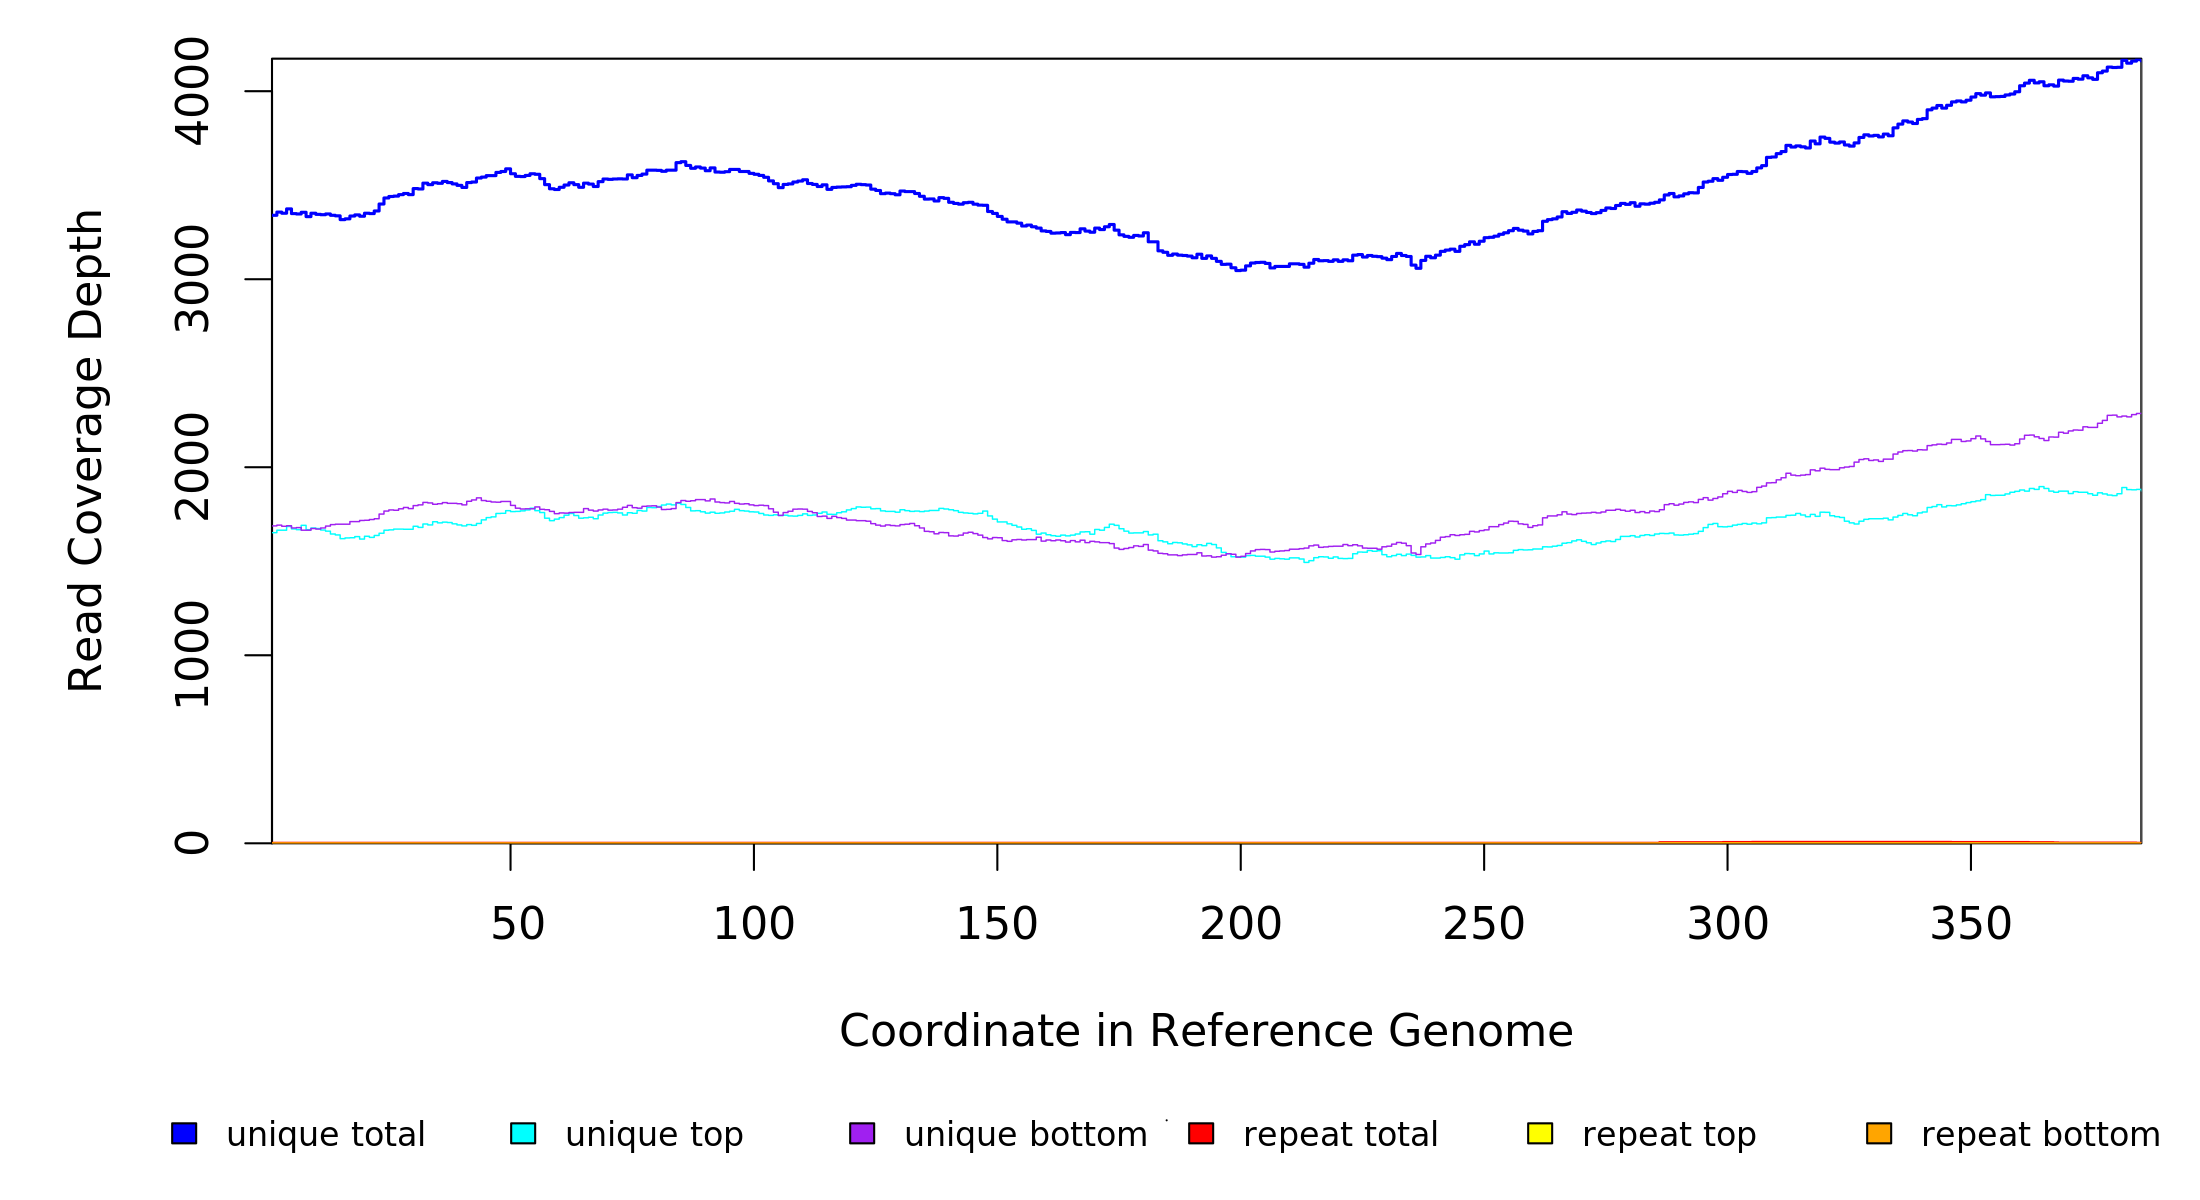 Read Coverage Depth
4000
3000
2000
1000
0
50 100 150 200 250 300 350
Coordinate in Reference Genome
unique total unique top unique bottom repeat total repeat top repeat bottom